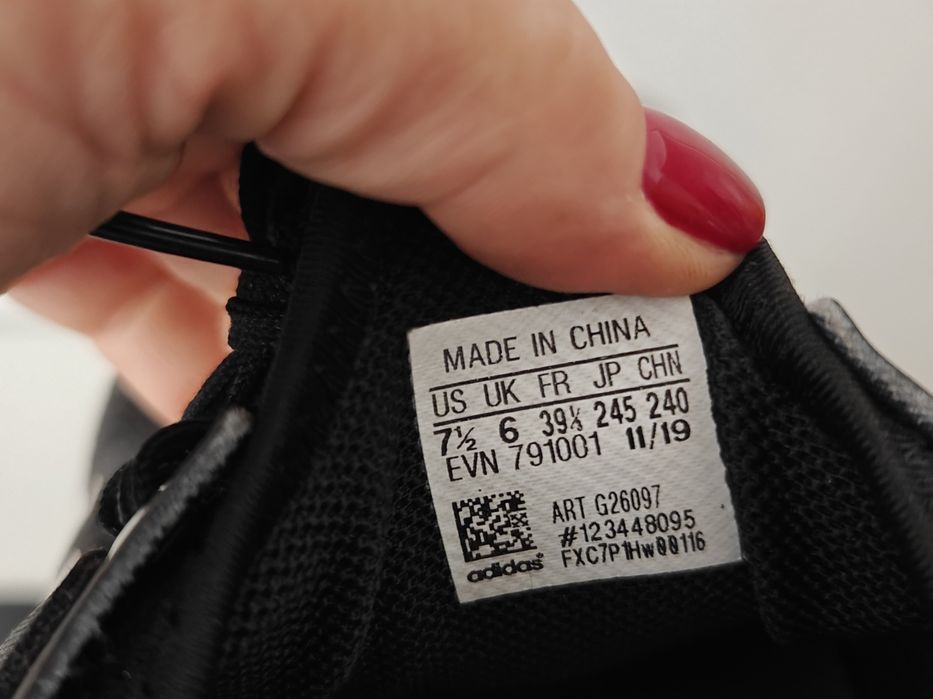 MADE IN CHINA
US UK FR JP CHN
7½ 6 39⅓ 245 240
EVN 791001 11/19
ART G26097
#123448095
FXC7P1Hw00116
adidas